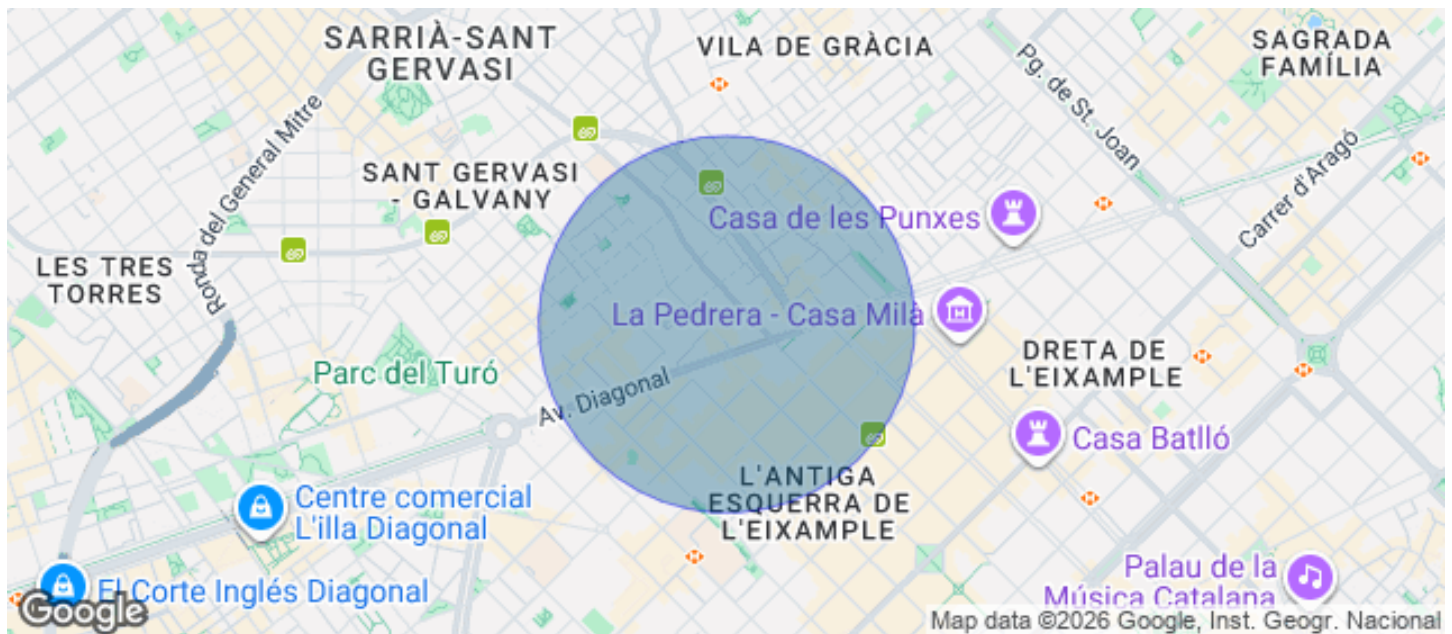 SARRIÀ-SANT
GERVASI
VILA DE GRÀCIA
SAGRADA
FAMÍLIA
Pg. de St. Joan
Ronda del General Mitre
SANT GERVASI
- GALVANY
Carrer d'Aragó
Casa de les Punxes
LES TRES
TORRES
La Pedrera - Casa Milà
DRETA DE
L'EIXAMPLE
Parc del Turó
Av. Diagonal
Casa Batlló
L'ANTIGA
ESQUERRA DE
L'EIXAMPLE
Centre comercial
L'illa Diagonal
Palau de la
Música Catalana
El Corte Inglés Diagonal
Google
Map data ©2026 Google, Inst. Geogr. Nacional